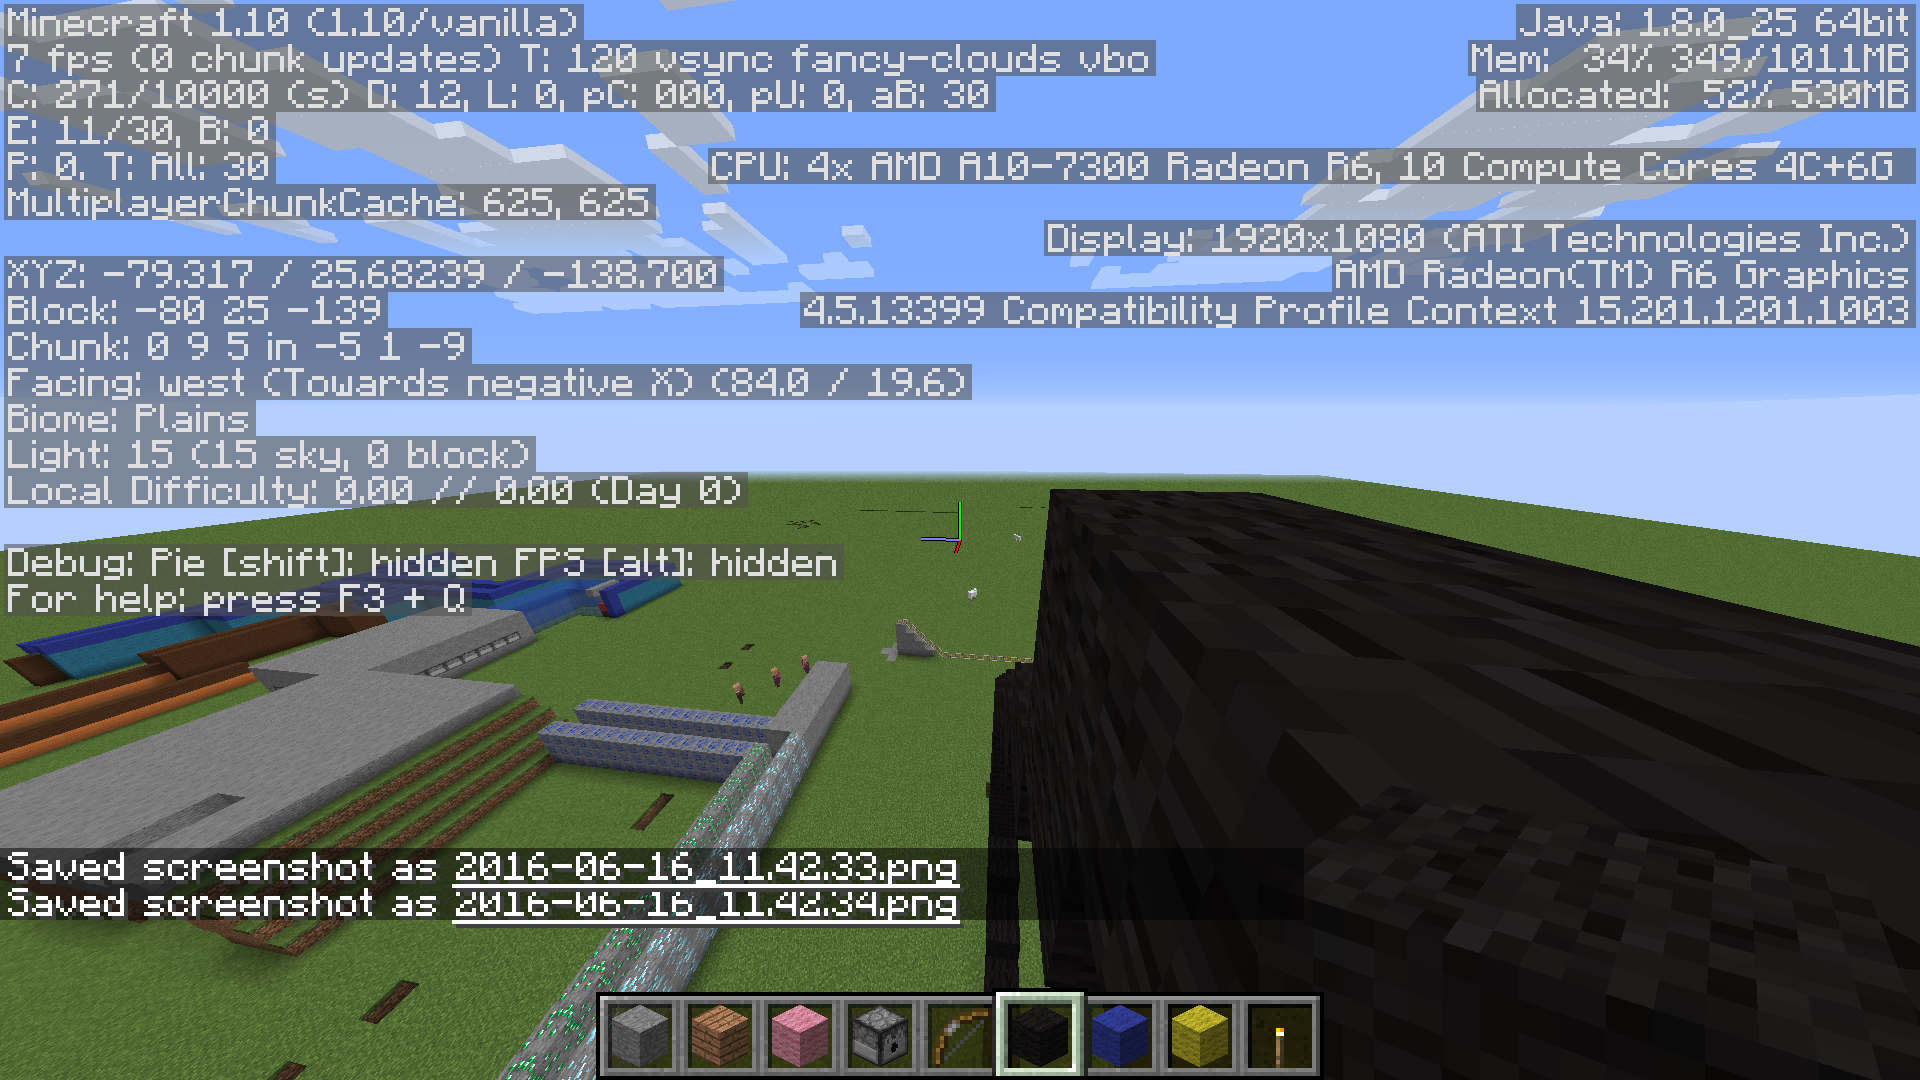 Minecraft 1.10 (1.10/vanilla)
7 fps (0 chunk updates) T: 120 vsync fancy-clouds vbo
C: 271/10000 (s) D: 12, L: 0, pC: 000, pU: 0, aB: 30
E: 11/30, B: 0
P: 0. T: All: 30
MultiplayerChunkCache: 625, 625
XYZ: -79.317 / 25.68239 / -138.700
Block: -80 25 -139
Chunk: 0 9 5 in -5 1 -9
Facing: west (Towards negative X) (84.0 / 19.6)
Biome: Plains
Light: 15 (15 sky, 0 block)
Local Difficulty: 0.00 // 0.00 (Day 0)
Debug: Pie [shift]: hidden FPS [alt]: hidden
For help: press F3 + Q
Java: 1.8.0_25 64bit
Mem: 34% 349/1011MB
Allocated: 52% 530MB
CPU: 4x AMD A10-7300 Radeon R6, 10 Compute Cores 4C+6G
Display: 1920x1080 (ATI Technologies Inc.)
AMD Radeon(TM) R6 Graphics
4.5.13399 Compatibility Profile Context 15.201.1201.1003
Saved screenshot as 2016-06-16_11.42.33.png
Saved screenshot as 2016-06-16_11.42.34.png